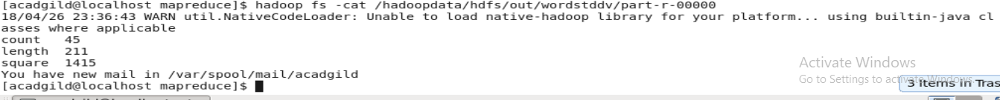 [acadgild@localhost mapreduce]$ hadoop fs -cat /hadoopdata/hdfs/out/wordstddv/part-r-00000
18/04/26 23:36:43 WARN util.NativeCodeLoader: Unable to load native-hadoop library for your platform... using builtin-java cl
asses where applicable
count   45
length  211
square  1415
Activate Windows
You have new mail in /var/spool/mail/acadgild
Go to Settings to activate Windows.
3 items in Tras
[acadgild@localhost mapreduce]$